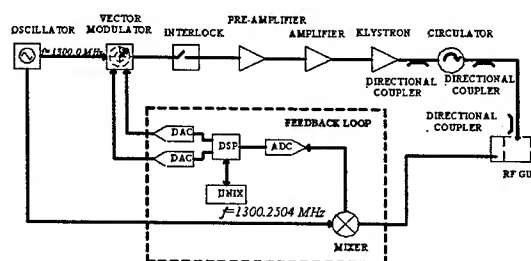 OSCILLATOR
VECTOR
MODULATOR
INTERLOCK
PRE-AMPLIFIER
AMPLIFIER
KLYSTRON
CIRCULATOR
f=1300.0 MHz
DIRECTIONAL
COUPLER
DIRECTIONAL
COUPLER
DIRECTIONAL
COUPLER
FEEDBACK LOOP
DAC
DSP
ADC
DAC
RF GU
UNIX
f=1300.2504 MHz
MIXER